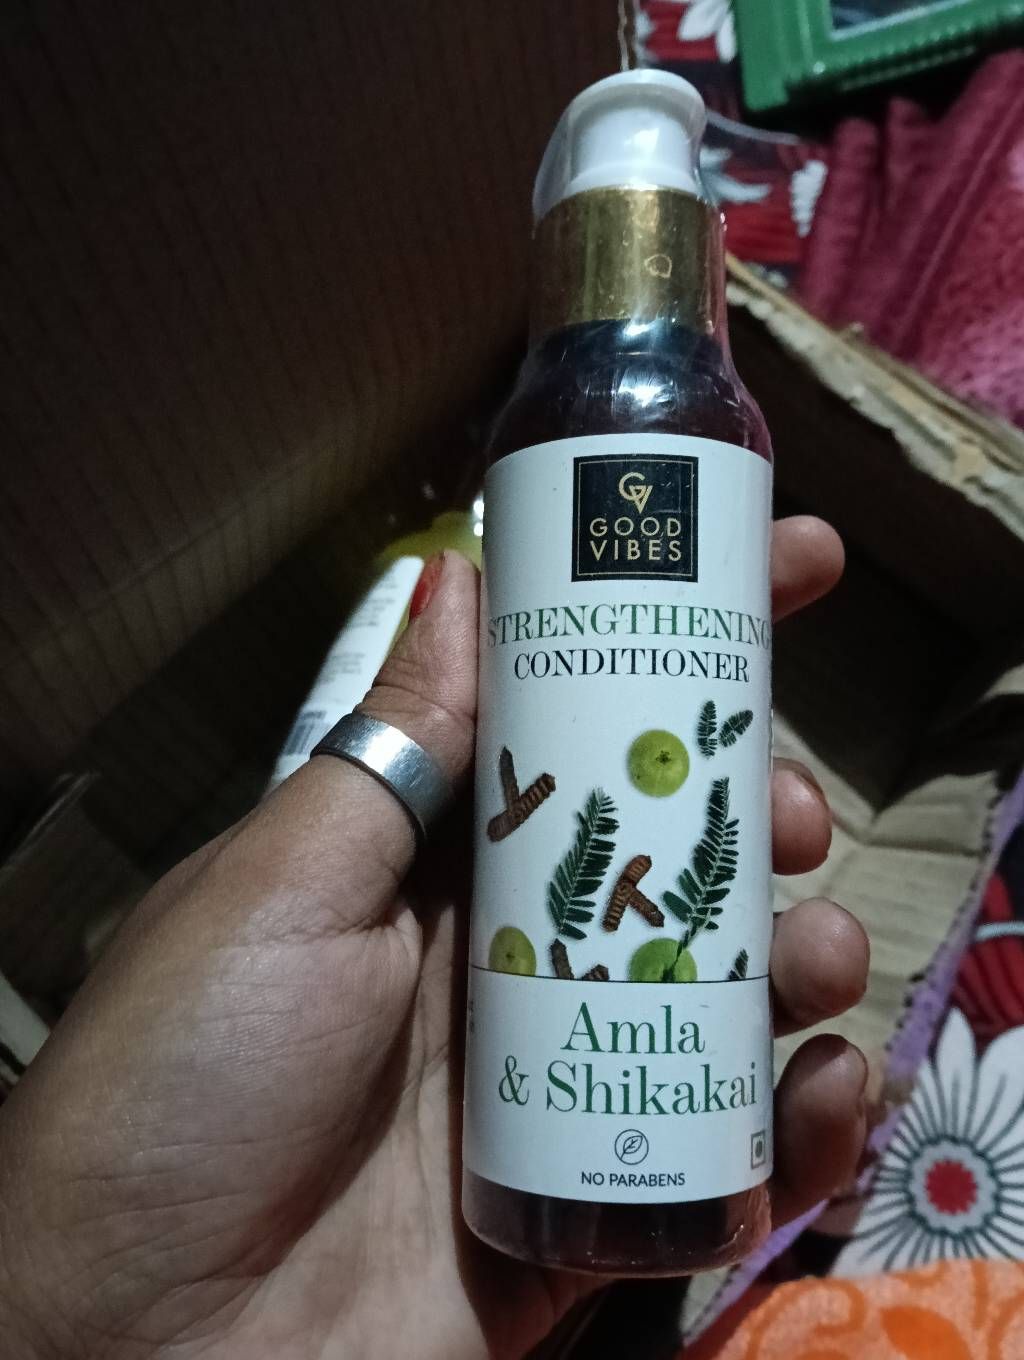 GV
GOOD
VIBES
STRENGTHENING
CONDITIONER
Amla
& Shikakai
NO PARABENS